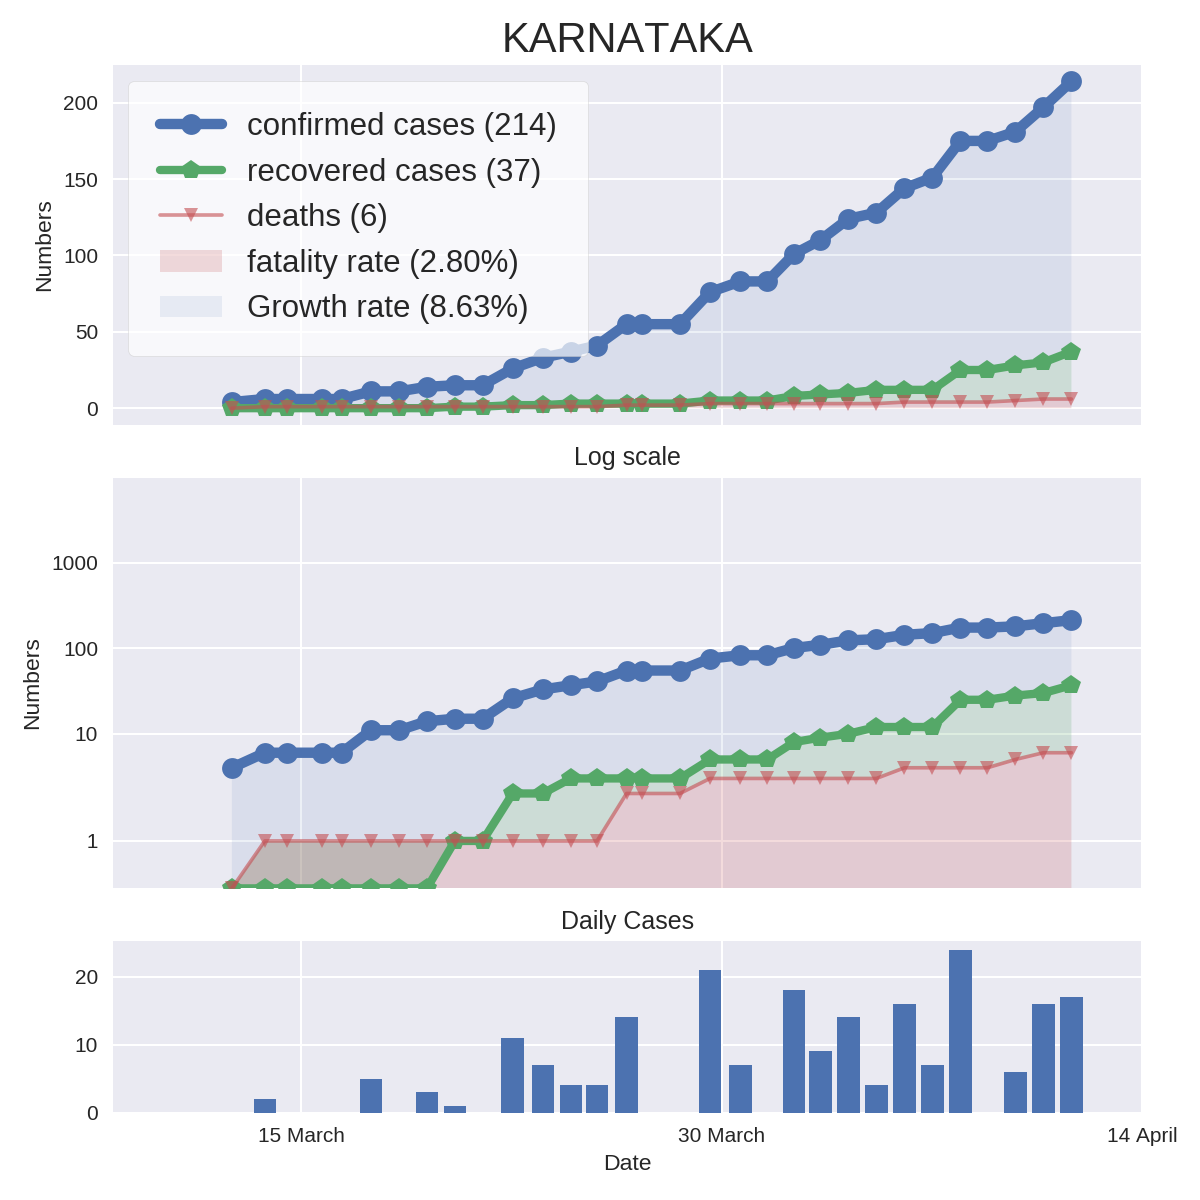 KARNATAKA
200
150
100
50
0
Numbers
confirmed cases (214)
recovered cases (37)
deaths (6)
fatality rate (2.80%)
Growth rate (8.63%)
Log scale
1000
100
10
1
Numbers
Daily Cases
20
10
0
15 March
30 March
14 April
Date